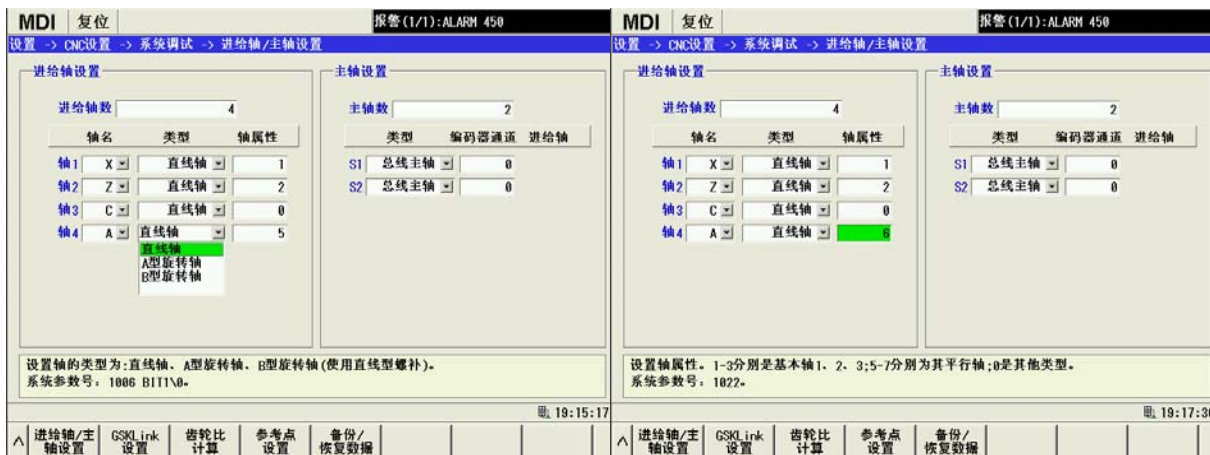 MDI 复位 报警(1/1):ALARM 450
设置 -> CNC设置 -> 系统调试 -> 进给轴/主轴设置
进给轴设置 主轴设置
进给轴数 4 主轴数 2
轴名 类型 轴属性 类型 编码器通道 进给轴
轴1 X 直线轴 1 S1 总线主轴 0
轴2 Z 直线轴 2 S2 总线主轴 0
轴3 C 直线轴 0
轴4 A 直线轴 5
直线轴
A型旋转轴
B型旋转轴
设置轴的类型为:直线轴、A型旋转轴、B型旋转轴(使用直线型螺补)。
系统参数号: 1006 BIT1\0。
19:15:17
进给轴/主轴设置 GSKLink设置 齿轮比计算 参考点设置 备份/恢复数据
MDI 复位 报警(1/1):ALARM 450
设置 -> CNC设置 -> 系统调试 -> 进给轴/主轴设置
进给轴设置 主轴设置
进给轴数 4 主轴数 2
轴名 类型 轴属性 类型 编码器通道 进给轴
轴1 X 直线轴 1 S1 总线主轴 0
轴2 Z 直线轴 2 S2 总线主轴 0
轴3 C 直线轴 0
轴4 A 直线轴 6
设置轴属性。1-3分别是基本轴1、2、3;5-7分别为其平行轴;0是其他类型。
系统参数号: 1022。
19:17:30
进给轴/主轴设置 GSKLink设置 齿轮比计算 参考点设置 备份/恢复数据